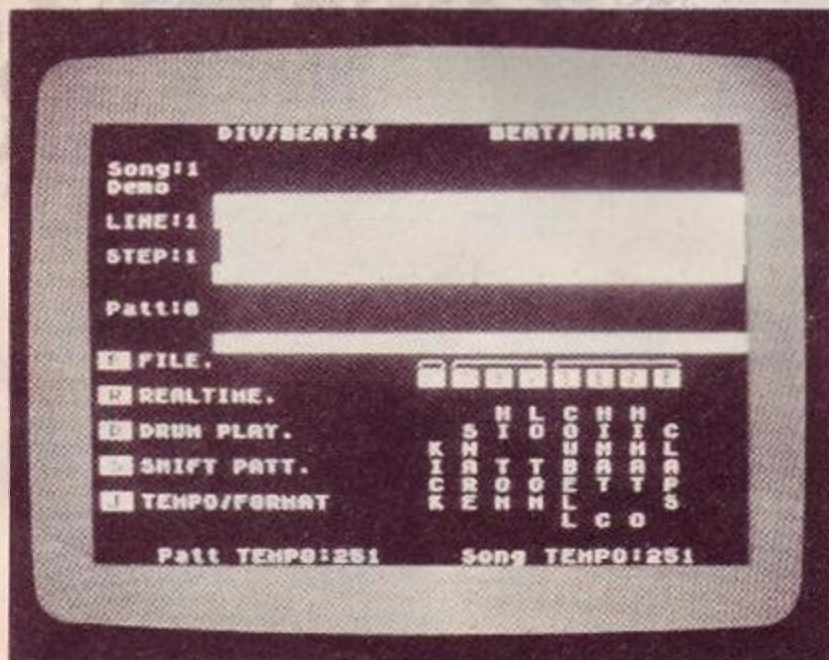 DIV/BEAT:4 BEAT/BAR:4
Song:1
Demo
LINE:1
STEP:1
Patt:0
FILE.
R REALTIME.
D DRUM PLAY.
SHIFT PATT.
TEMPO/FORMAT
KICK
SNARE
HI TOM
LO TOM
COWBELL
HIHAT C
HIHAT O
CLAPS
Patt TEMPO:251 Song TEMPO:251